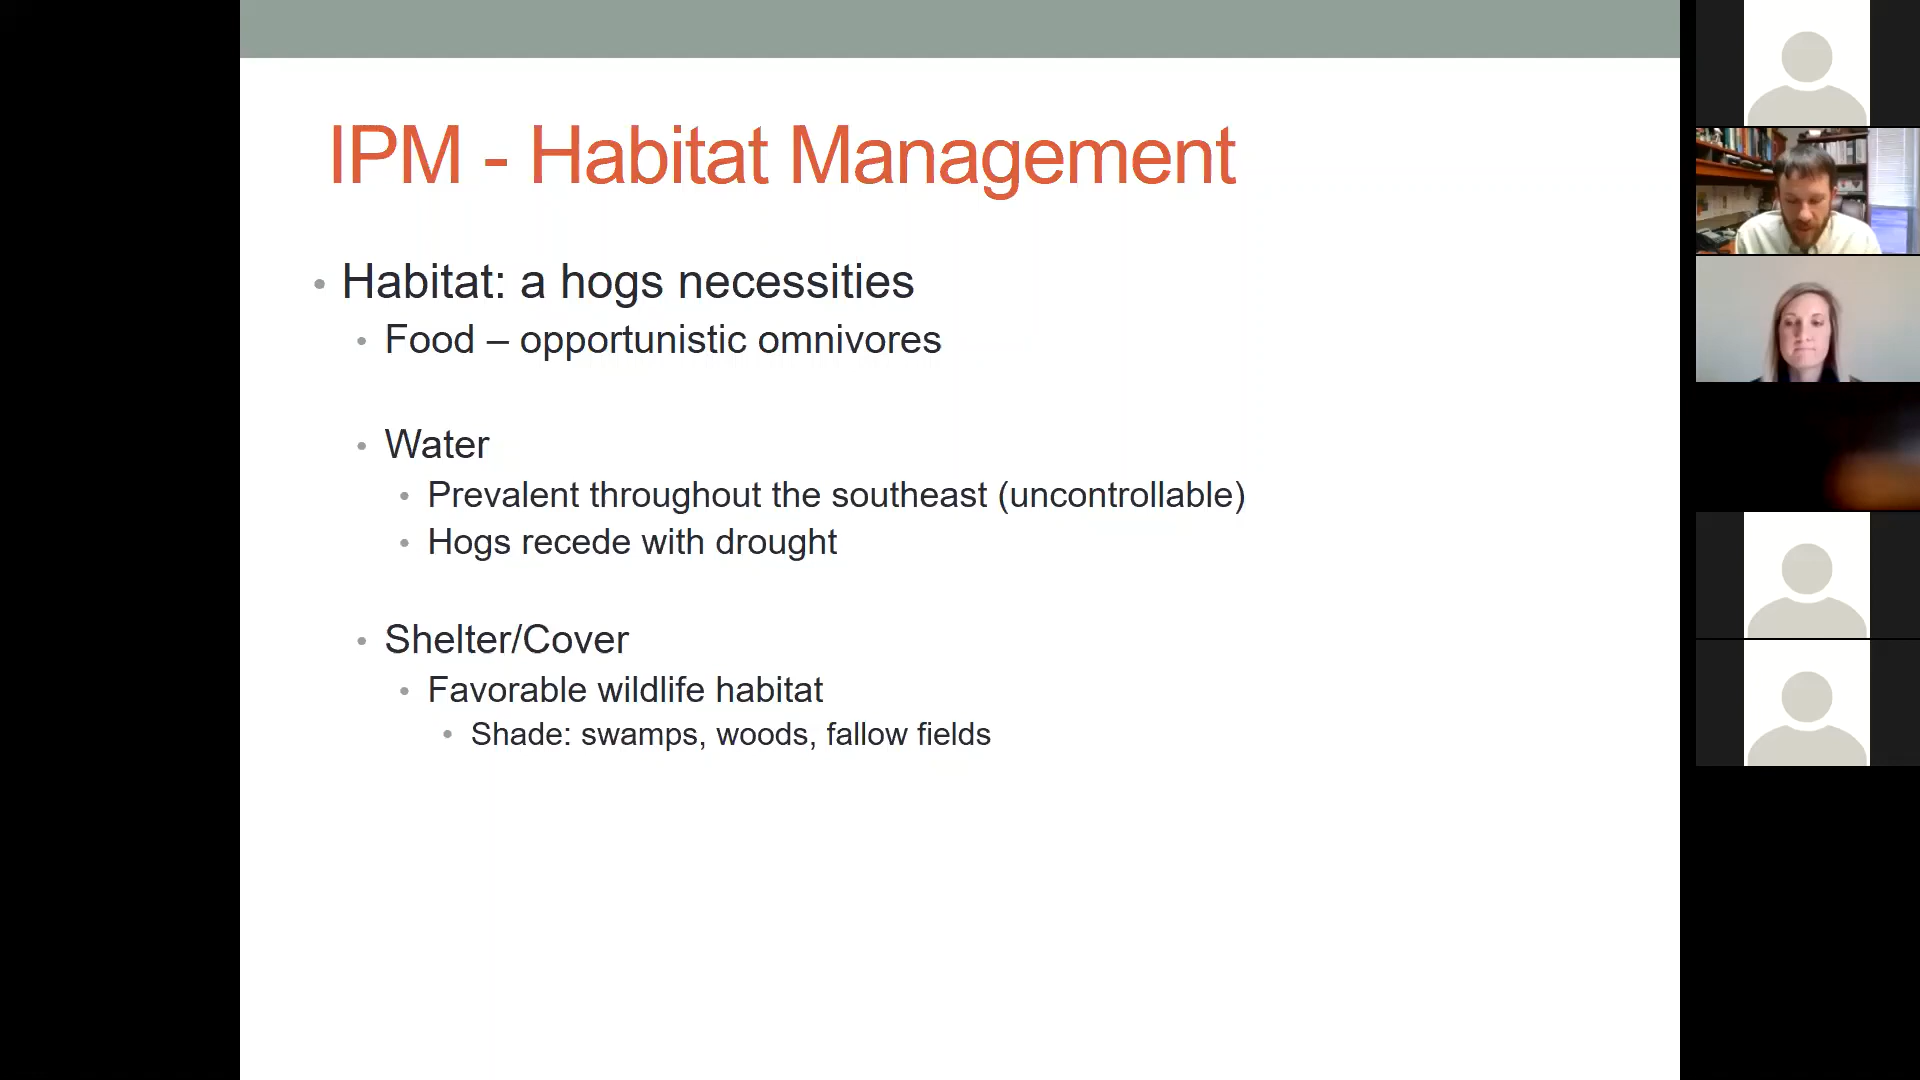 IPM - Habitat Management
• Habitat: a hogs necessities
• Food – opportunistic omnivores
• Water
• Prevalent throughout the southeast (uncontrollable)
• Hogs recede with drought
• Shelter/Cover
• Favorable wildlife habitat
• Shade: swamps, woods, fallow fields